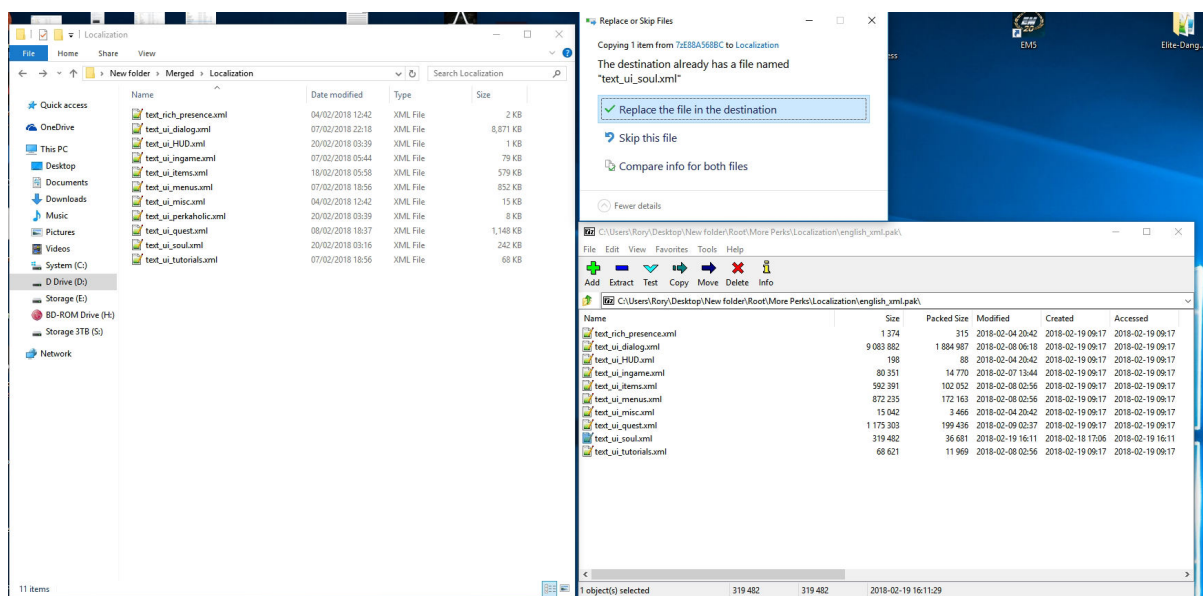 Localization
File Home Share View
New folder > Merged > Localization
Search Localization
Quick access
OneDrive
This PC
Desktop
Documents
Downloads
Music
Pictures
Videos
System (C:)
D Drive (D:)
Storage (E:)
BD-ROM Drive (H:)
Storage 3TB (S:)
Network
Name Date modified Type Size
text_rich_presence.xml 04/02/2018 12:42 XML File 2 KB
text_ui_dialog.xml 07/02/2018 22:18 XML File 8,871 KB
text_ui_HUD.xml 20/02/2018 03:39 XML File 1 KB
text_ui_ingame.xml 07/02/2018 05:44 XML File 79 KB
text_ui_items.xml 18/02/2018 05:58 XML File 579 KB
text_ui_menus.xml 07/02/2018 18:56 XML File 852 KB
text_ui_misc.xml 04/02/2018 12:42 XML File 15 KB
text_ui_perkaholic.xml 20/02/2018 03:39 XML File 8 KB
text_ui_quest.xml 08/02/2018 18:37 XML File 1,148 KB
text_ui_soul.xml 20/02/2018 03:16 XML File 242 KB
text_ui_tutorials.xml 07/02/2018 18:56 XML File 68 KB
11 items
Replace or Skip Files
Copying 1 item from 7zE88A568BC to Localization
The destination already has a file named
"text_ui_soul.xml"
Replace the file in the destination
Skip this file
Compare info for both files
Fewer details
EM5
Elite-Dang...
C:\Users\Rory\Desktop\New folder\Root\More Perks\Localization\english_xml.pak\
File Edit View Favorites Tools Help
Add Extract Test Copy Move Delete Info
C:\Users\Rory\Desktop\New folder\Root\More Perks\Localization\english_xml.pak\
Name Size Packed Size Modified Created Accessed
text_rich_presence.xml 1 374 315 2018-02-04 20:42 2018-02-19 09:17 2018-02-19 09:17
text_ui_dialog.xml 9 083 882 1 884 987 2018-02-08 06:18 2018-02-19 09:17 2018-02-19 09:17
text_ui_HUD.xml 198 88 2018-02-04 20:42 2018-02-19 09:17 2018-02-19 09:17
text_ui_ingame.xml 80 351 14 770 2018-02-07 13:44 2018-02-19 09:17 2018-02-19 09:17
text_ui_items.xml 592 391 102 052 2018-02-08 02:56 2018-02-19 09:17 2018-02-19 09:17
text_ui_menus.xml 872 235 172 163 2018-02-08 02:56 2018-02-19 09:17 2018-02-19 09:17
text_ui_misc.xml 15 042 3 466 2018-02-04 20:42 2018-02-19 09:17 2018-02-19 09:17
text_ui_quest.xml 1 175 303 199 436 2018-02-09 02:37 2018-02-19 09:17 2018-02-19 09:17
text_ui_soul.xml 319 482 36 681 2018-02-19 16:11 2018-02-18 17:06 2018-02-19 16:11
text_ui_tutorials.xml 68 621 11 969 2018-02-08 02:56 2018-02-19 09:17 2018-02-19 09:17
1 object(s) selected 319 482 319 482 2018-02-19 16:11:29